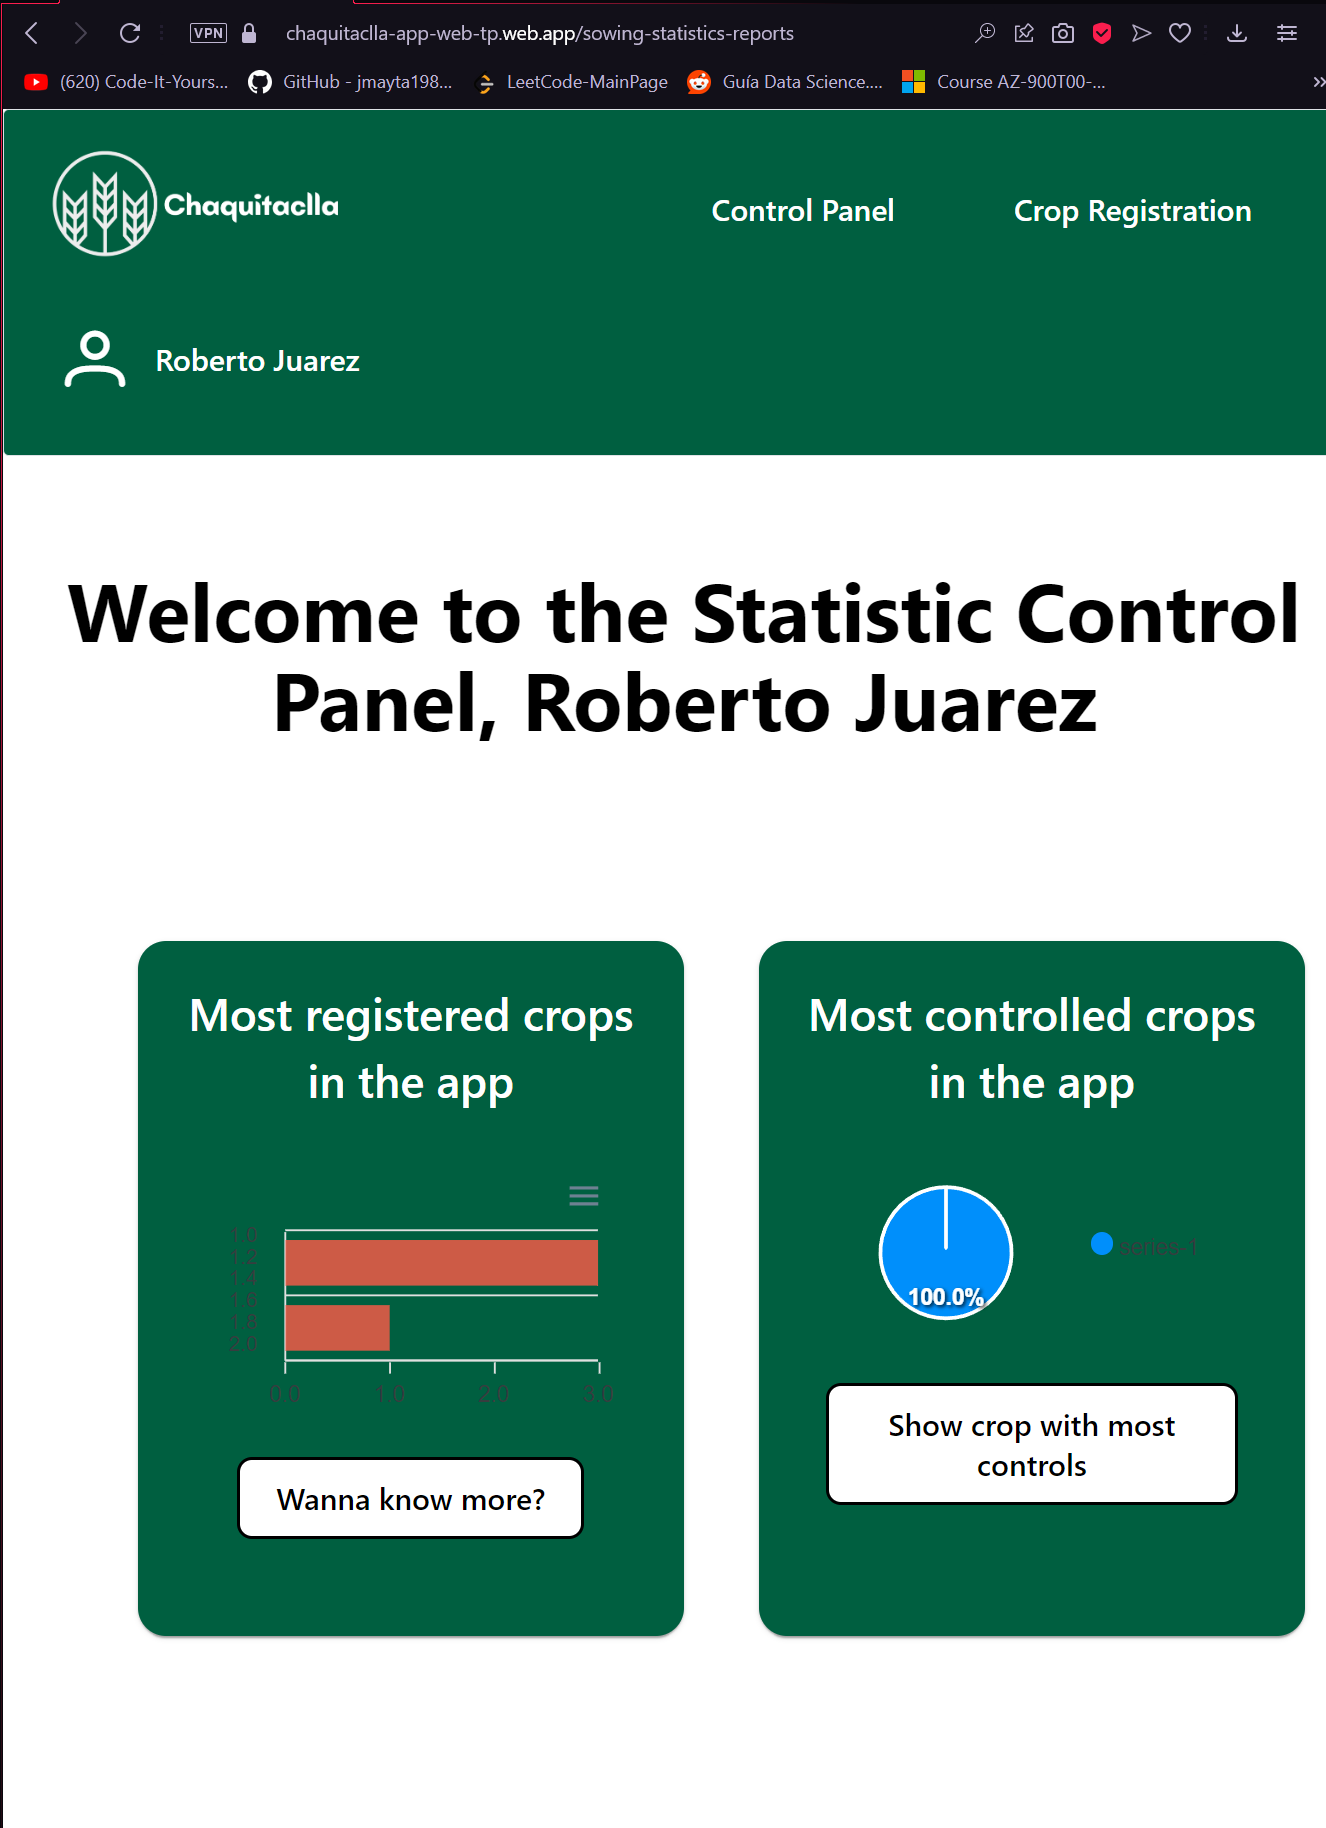 VPN
chaquitaclla-app-web-tp.web.app/sowing-statistics-reports
(620) Code-It-Yours...
GitHub - jmayta198...
LeetCode-MainPage
Guía Data Science....
Course AZ-900T00-...
»
Chaquitaclla
Control Panel
Crop Registration
Roberto Juarez
Welcome to the Statistic Control
Panel, Roberto Juarez
Most registered crops
in the app
1.0
1.2
1.4
1.6
1.8
2.0
0.0 1.0 2.0 3.0
Wanna know more?
Most controlled crops
in the app
100.0%
series-1
Show crop with most
controls